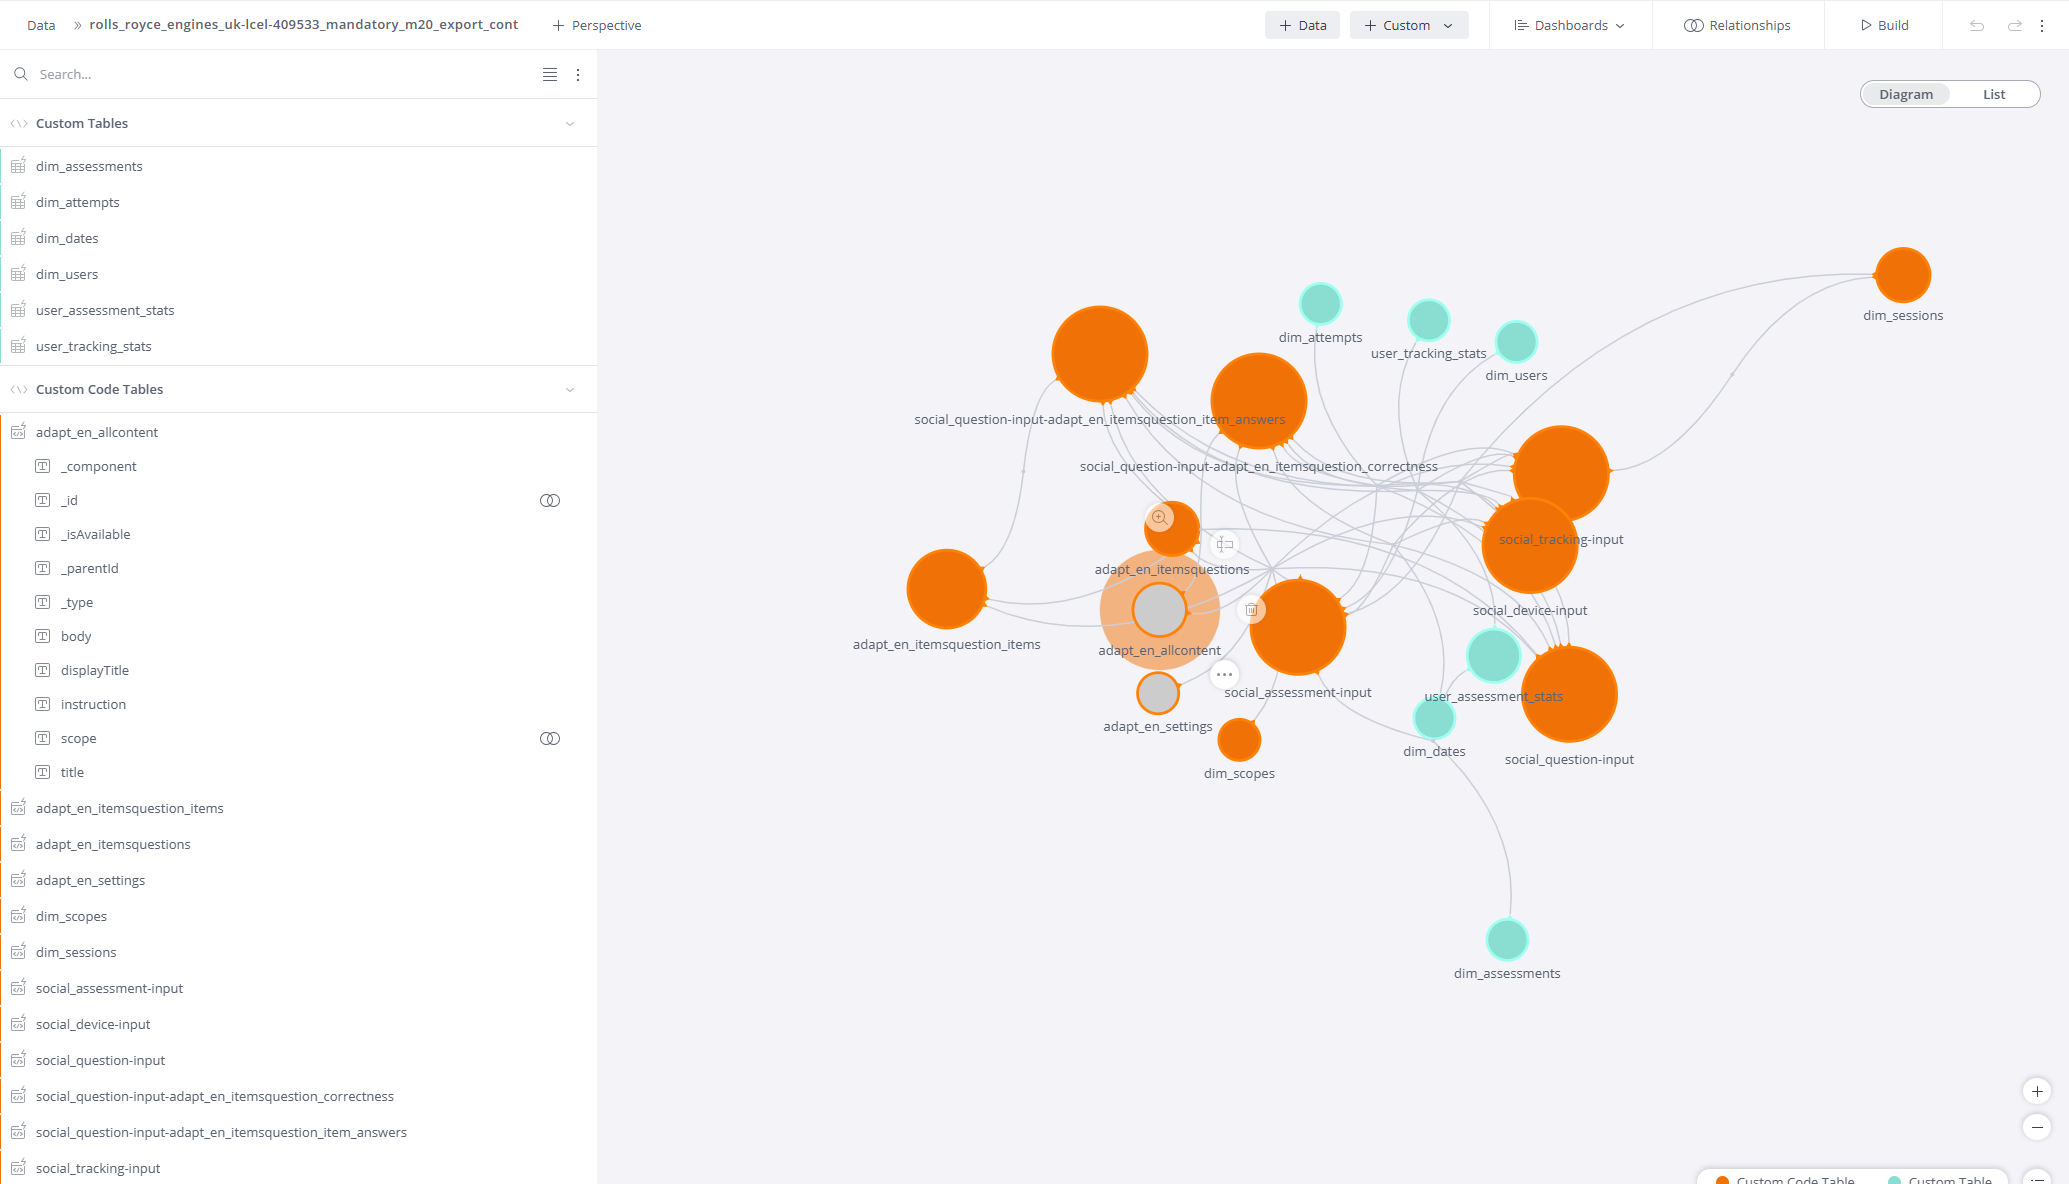 Data » rolls_royce_engines_uk-lcel-409533_mandatory_m20_export_cont + Perspective
+ Data + Custom Dashboards Relationships Build
Search...
Diagram List
Custom Tables
dim_assessments
dim_attempts
dim_dates
dim_users
user_assessment_stats
user_tracking_stats
Custom Code Tables
adapt_en_allcontent
_component
_id
_isAvailable
_parentId
_type
body
displayTitle
instruction
scope
title
adapt_en_itemsquestion_items
adapt_en_itemsquestions
adapt_en_settings
dim_scopes
dim_sessions
social_assessment-input
social_device-input
social_question-input
social_question-input-adapt_en_itemsquestion_correctness
social_question-input-adapt_en_itemsquestion_item_answers
social_tracking-input
dim_sessions
dim_attempts
user_tracking_stats
dim_users
social_question-input-adapt_en_itemsquestion_item_answers
social_question-input-adapt_en_itemsquestion_correctness
social_tracking-input
adapt_en_itemsquestions
social_device-input
adapt_en_itemsquestion_items
adapt_en_allcontent
social_assessment-input
user_assessment_stats
adapt_en_settings
dim_dates
social_question-input
dim_scopes
dim_assessments
Custom Code Table Custom Table